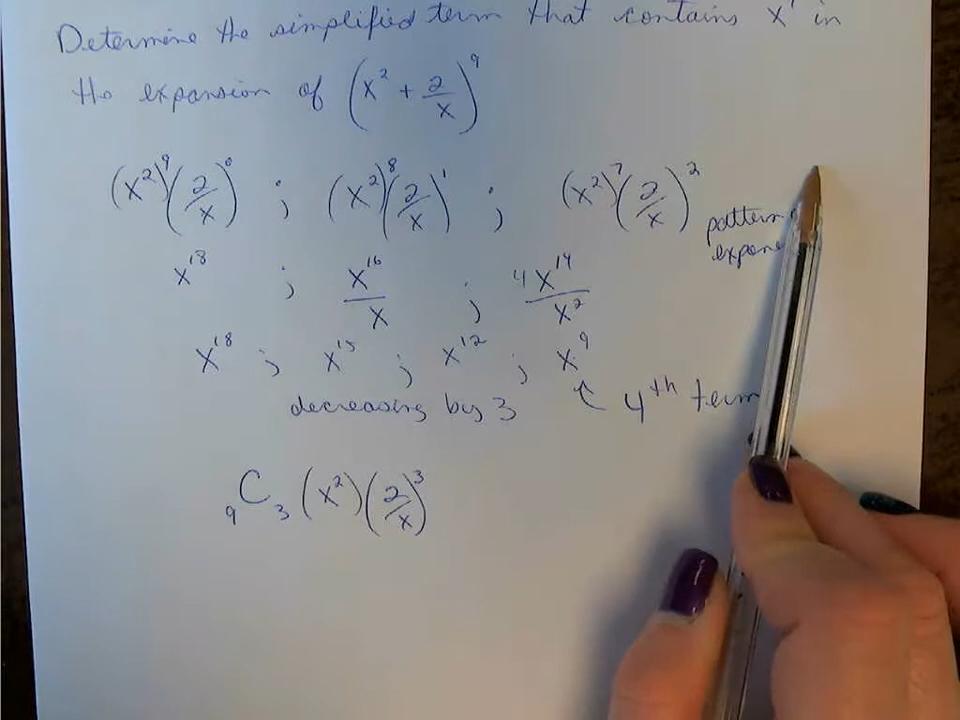 Determine the simplified term that contains x in
the expansion of (x² + 2/x)⁹
(x²)⁹(2/x)⁰ ; (x²)⁸(2/x)¹ ; (x²)⁷(2/x)²
pattern
expone
x¹⁸ ; x¹⁶/x ; 4x¹⁴/x²
x¹⁸ ; x¹⁵ ; x¹² ; x⁹
decreasing by 3 ↑ 4th term
₉C₃ (x²)(2/x)³